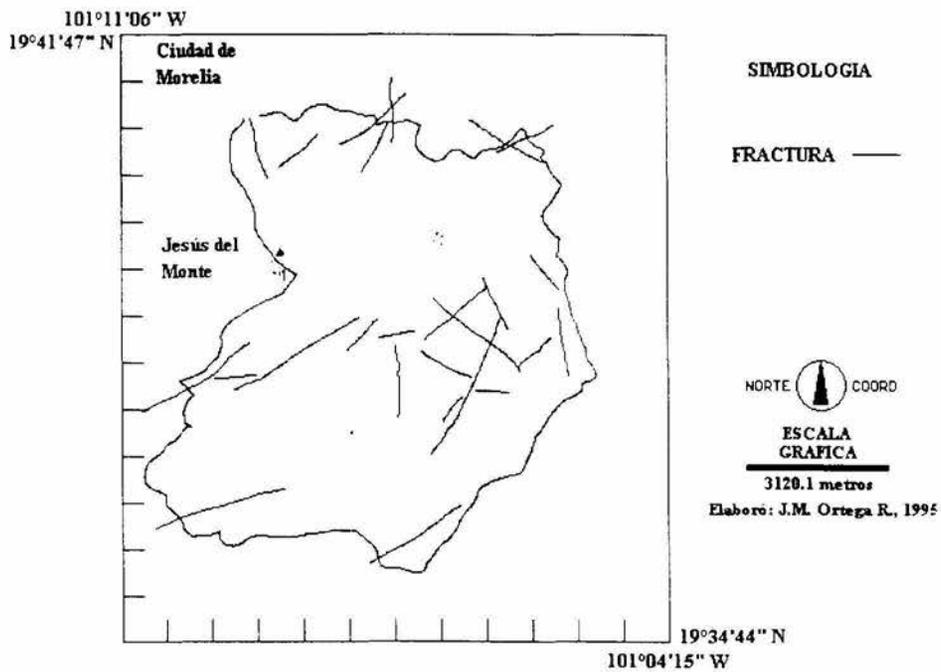 101°11'06" W
19°41'47" N
Ciudad de
Morelia
Jesús del
Monte
SIMBOLOGIA
FRACTURA
NORTE COORD
ESCALA
GRAFICA
3120.1 metros
Elaboró: J.M. Ortega R., 1995
19°34'44" N
101°04'15" W